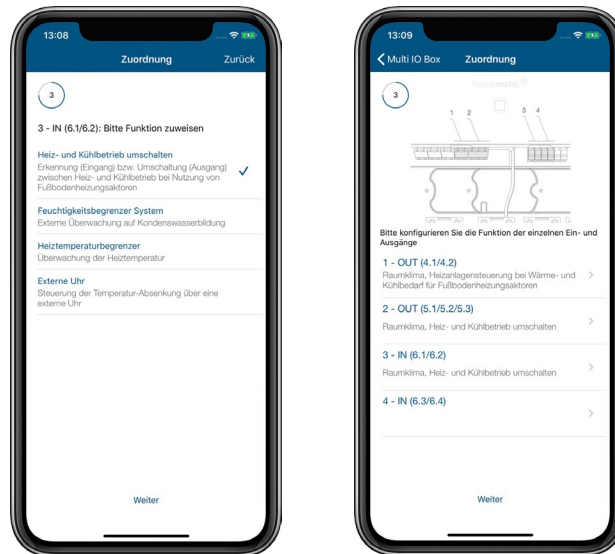 13:08
Zuordnung
Zurück
3
3 - IN (6.1/6.2): Bitte Funktion zuweisen
Heiz- und Kühlbetrieb umschalten
Erkennung (Eingang) bzw. Umschaltung (Ausgang)
zwischen Heiz- und Kühlbetrieb bei Nutzung von
Fußbodenheizungsaktoren
Feuchtigkeitsbegrenzer System
Externe Überwachung auf Kondenswasserbildung
Heiztemperaturbegrenzer
Überwachung der Heiztemperatur
Externe Uhr
Steuerung der Temperatur-Absenkung über eine
externe Uhr
Weiter
13:09
Multi IO Box
Zuordnung
3
homematic IP
1 2 3 4
Bitte konfigurieren Sie die Funktion der einzelnen Ein- und
Ausgänge
1 - OUT (4.1/4.2)
Raumklima, Heizanlagensteuerung bei Wärme- und
Kühlbedarf für Fußbodenheizungsaktoren
2 - OUT (5.1/5.2/5.3)
Raumklima, Heiz- und Kühlbetrieb umschalten
3 - IN (6.1/6.2)
Raumklima, Heiz- und Kühlbetrieb umschalten
4 - IN (6.3/6.4)
Weiter